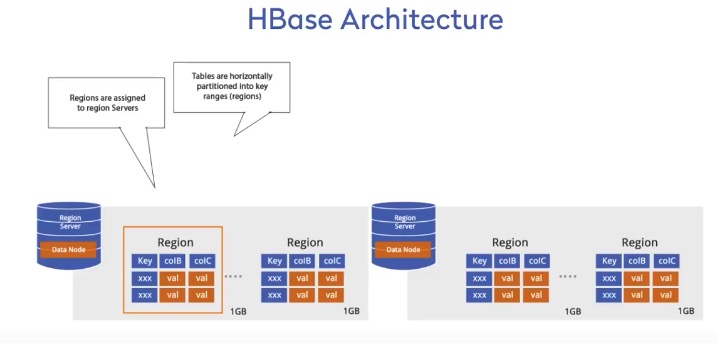 HBase Architecture
Tables are horizontally
partitioned into key
ranges (regions)
Regions are assigned
to region Servers
Region
Server
Data Node
Region
Key colB colC
xxx val val
xxx val val
1GB
....
Region
Key colB colC
xxx val val
xxx val val
1GB
Region
Server
Data Node
Region
Key colB colC
xxx val val
xxx val val
1GB
....
Region
Key colB colC
xxx val val
xxx val val
1GB